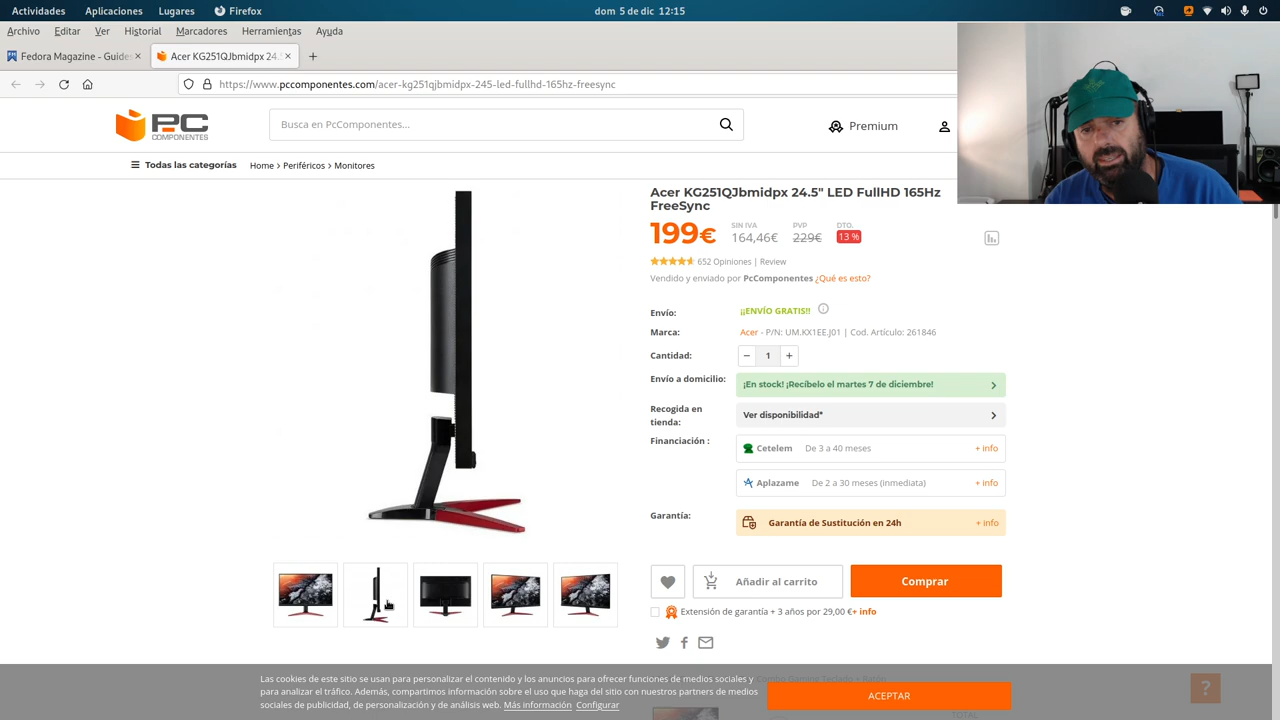 Activities
Firefox
dom 5 dic 12:15
Archivo Editar Ver Historial Marcadores Herramientas Ayuda
Fedora Magazine - Guides
Acer KG251QJbmidpx 24.5
https://www.pccomponentes.com/acer-kg251qjbmidpx-245-led-fullhd-165hz-freesync
PC
COMPONENTES
Busca en PcComponentes...
Premium
Todas las categorías
Home > Periféricos > Monitores
Acer KG251QJbmidpx 24.5" LED FullHD 165Hz
FreeSync
199€
SIN IVA
164,46€
PVP
229€
DTO.
13 %
652 Opiniones | Review
Vendido y enviado por PcComponentes ¿Qué es esto?
Envío:
¡¡ENVÍO GRATIS!!
Marca:
Acer - P/N: UM.KX1EE.J01 | Cod. Artículo: 261846
Cantidad:
− 1 +
Envío a domicilio:
¡En stock! ¡Recíbelo el martes 7 de diciembre!
Recogida en
tienda:
Ver disponibilidad*
Financiación :
Cetelem De 3 a 40 meses + info
Aplazame De 2 a 30 meses (inmediata) + info
Garantía:
Garantía de Sustitución en 24h + info
Añadir al carrito
Comprar
Extensión de garantía + 3 años por 29,00 €+ info
Las cookies de este sitio se usan para personalizar el contenido y los anuncios para ofrecer funciones de medios sociales y
para analizar el tráfico. Además, compartimos información sobre el uso que haga del sitio con nuestros partners de medios
sociales de publicidad, de personalización y de análisis web. Más información Configurar
ACEPTAR
?
TOTAL